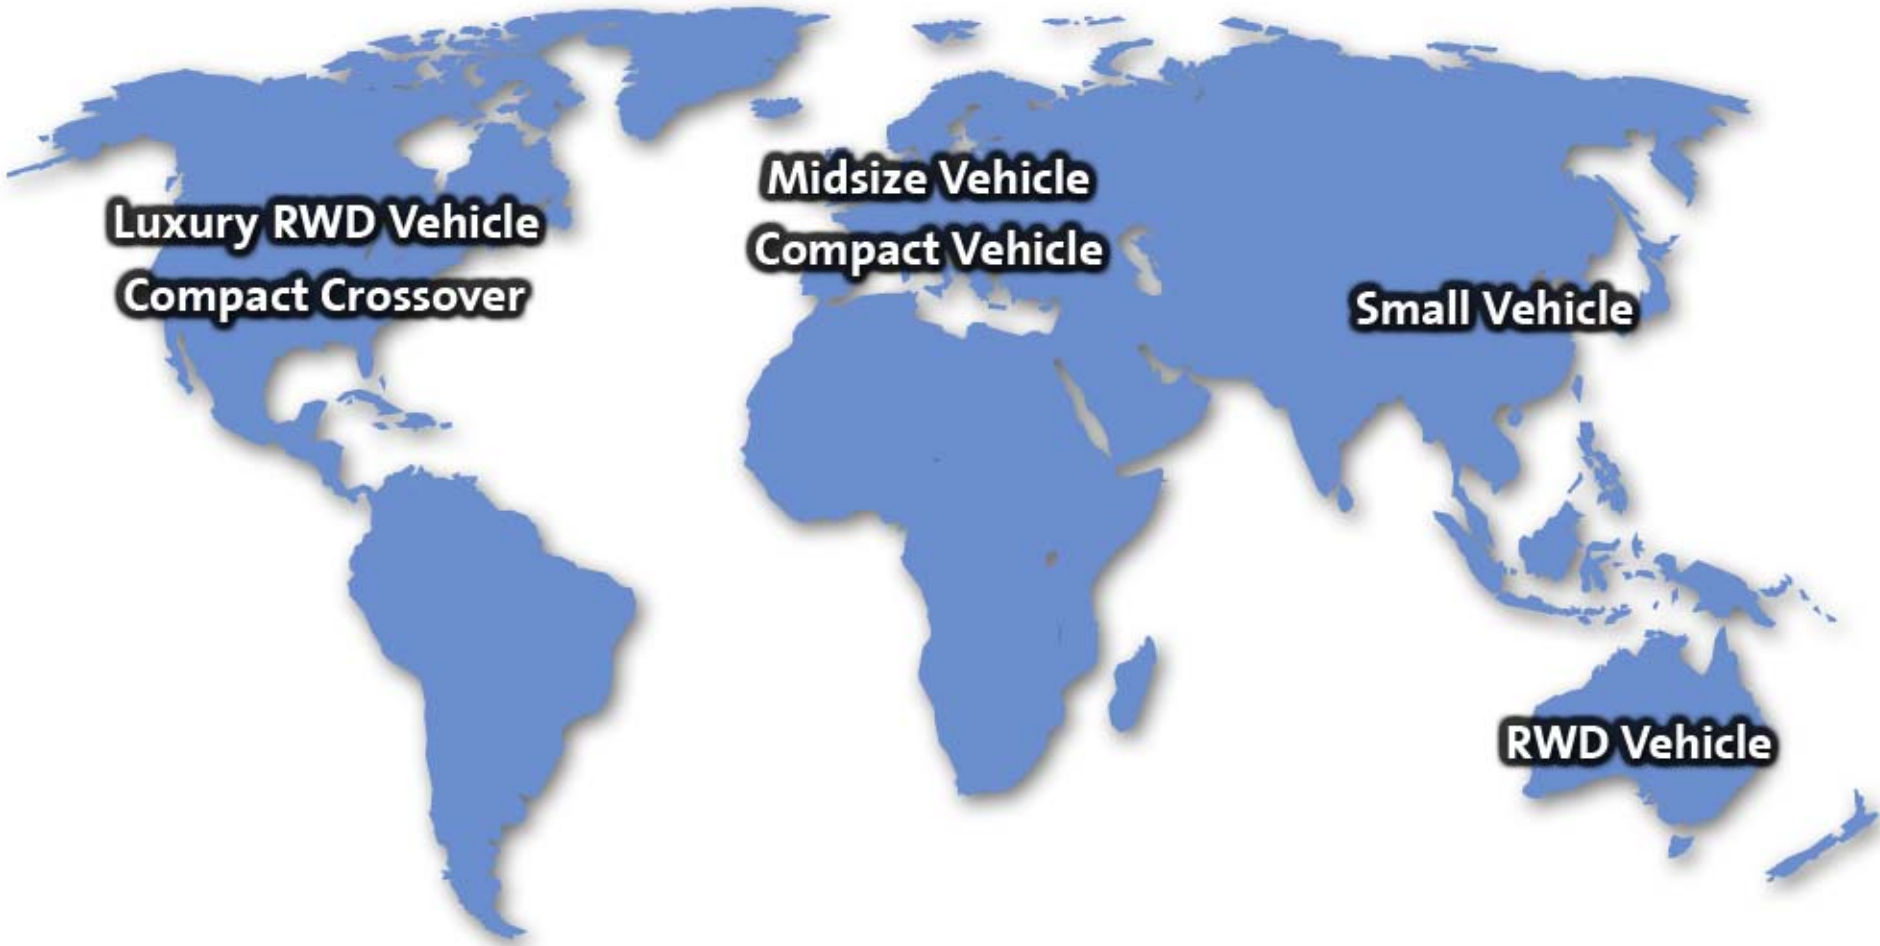 Luxury RWD Vehicle
Compact Crossover
Midsize Vehicle
Compact Vehicle
Small Vehicle
RWD Vehicle